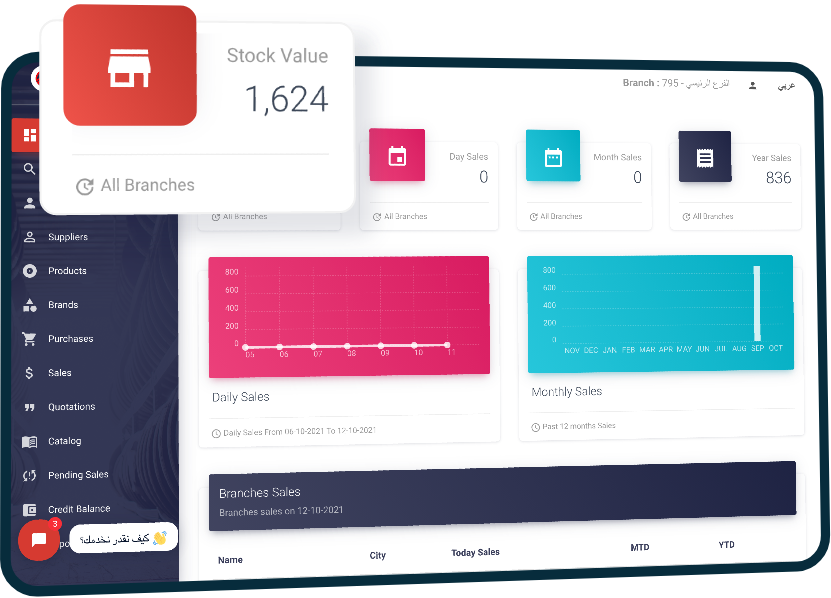 Stock Value
1,624
All Branches
Branch : 795 - الفرع الرئيسي
عربي
Day Sales
0
All Branches
Month Sales
0
All Branches
Year Sales
836
All Branches
All Branches
Suppliers
Products
Brands
Purchases
Sales
Quotations
Catalog
Pending Sales
Credit Balance
3
كيف نقدر نخدمك؟ 👋
800
600
400
200
0
05 06 07 08 09 10 11
Daily Sales
Daily Sales From 06-10-2021 To 12-10-2021
800
600
400
200
0
NOV DEC JAN FEB MAR APR MAY JUN JUL AUG SEP OCT
Monthly Sales
Past 12 months Sales
Branches Sales
Branches sales on 12-10-2021
Name City Today Sales MTD YTD